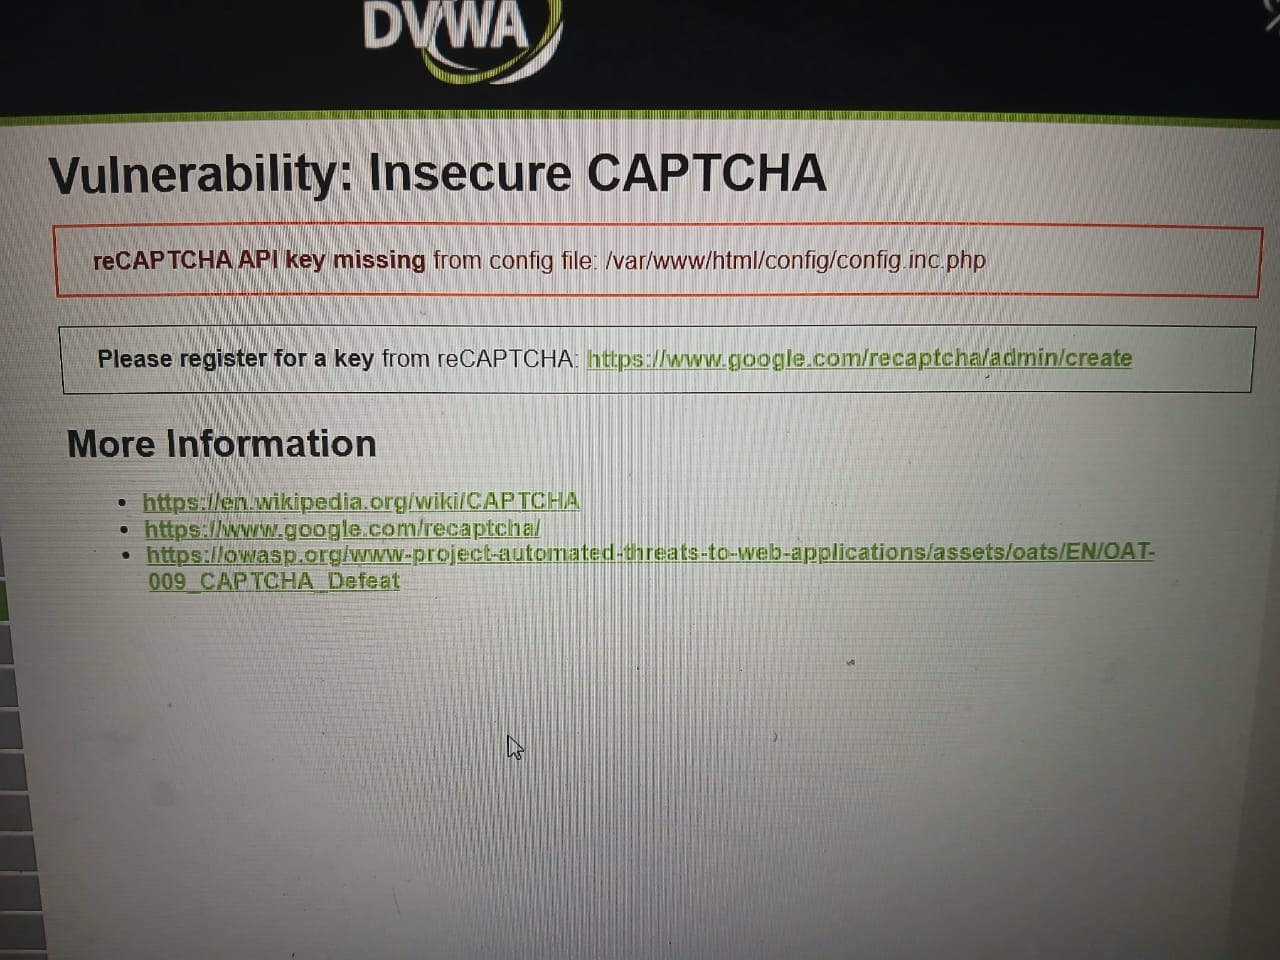 DVWA
Vulnerability: Insecure CAPTCHA
reCAPTCHA API key missing from config file: /var/www/html/config/config.inc.php
Please register for a key from reCAPTCHA: https://www.google.com/recaptcha/admin/create
More Information
• https://en.wikipedia.org/wiki/CAPTCHA
• https://www.google.com/recaptcha/
• https://owasp.org/www-project-automated-threats-to-web-applications/assets/oats/EN/OAT-
009_CAPTCHA_Defeat